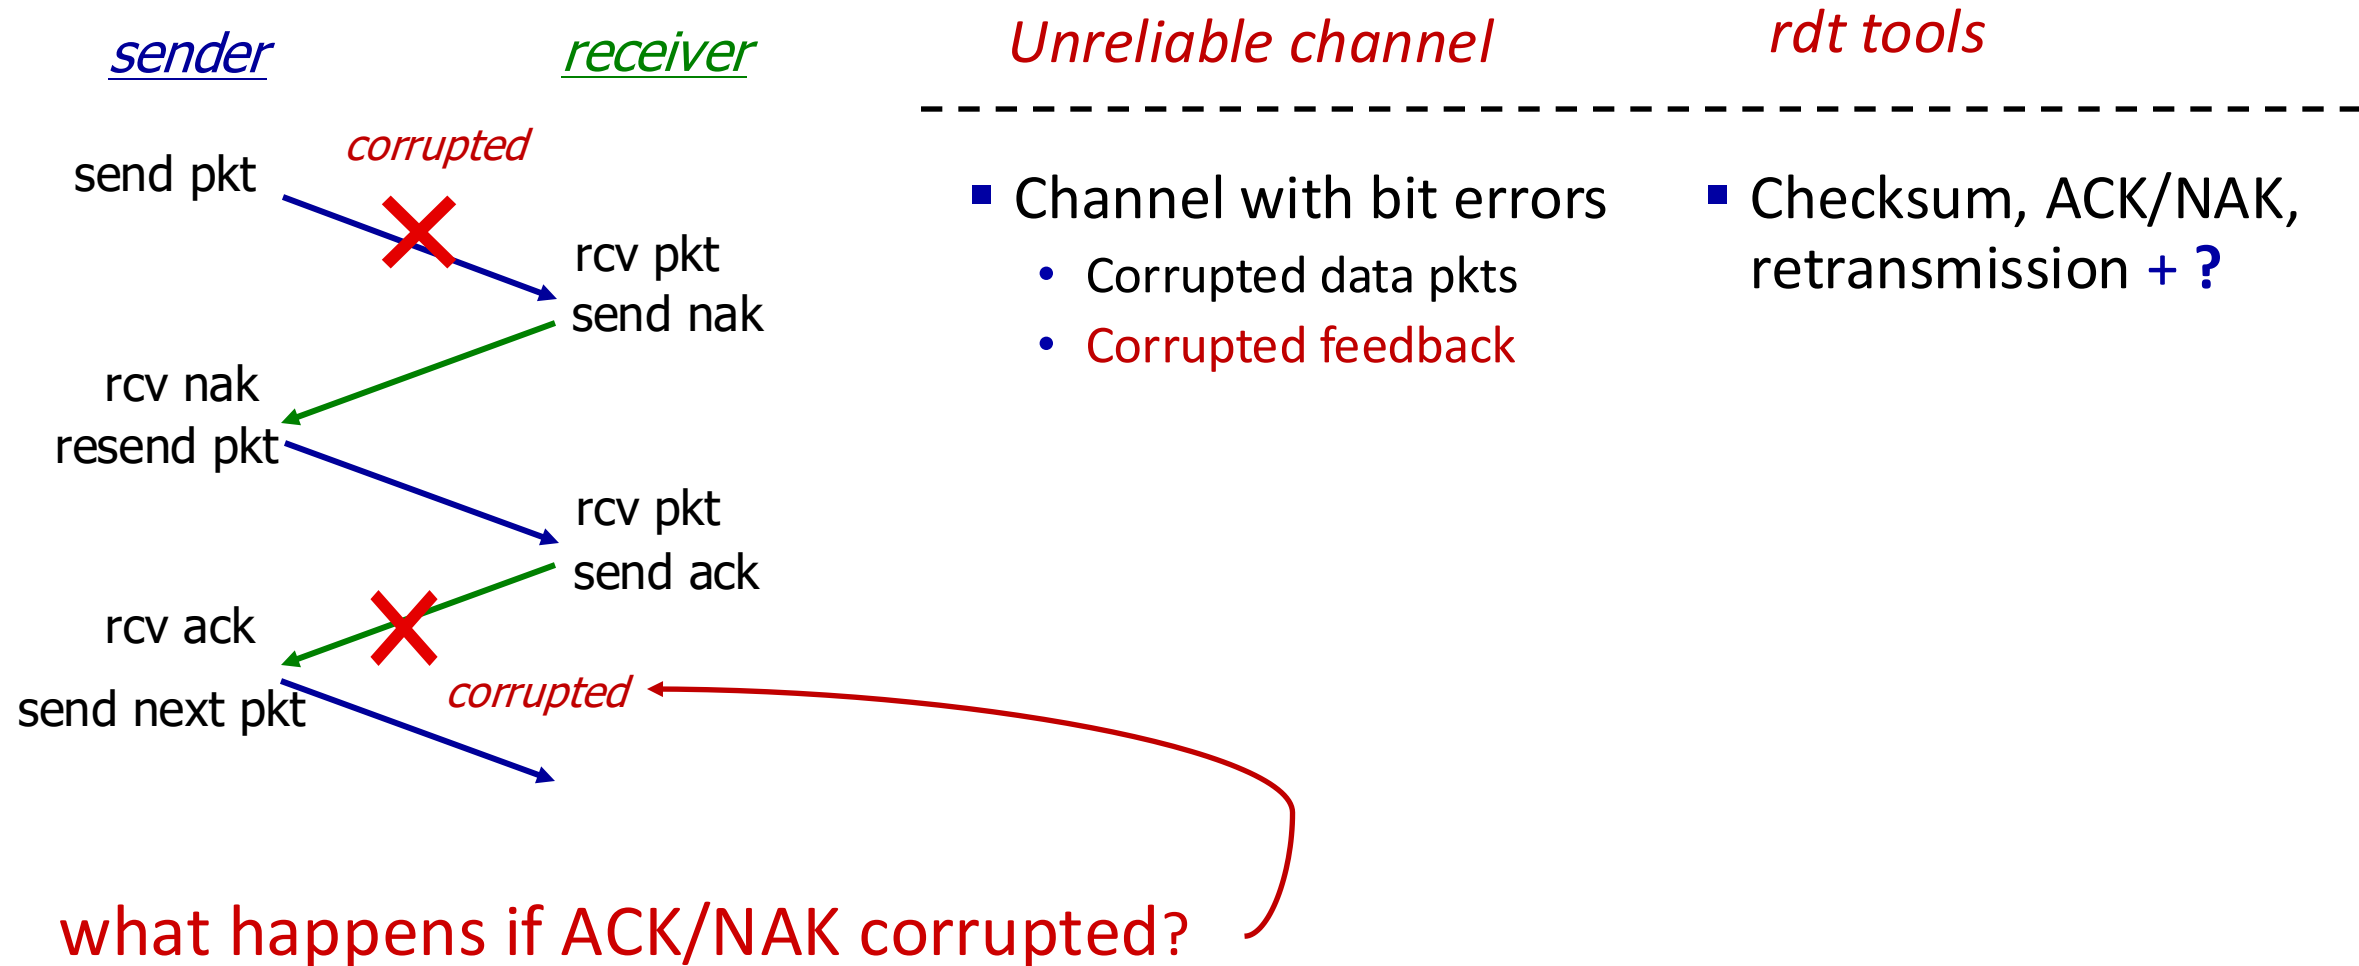 sender
receiver
corrupted
send pkt
rcv pkt
send nak
rcv nak
resend pkt
rcv pkt
send ack
rcv ack
corrupted
send next pkt
what happens if ACK/NAK corrupted?
Unreliable channel
Channel with bit errors
Corrupted data pkts
Corrupted feedback
rdt tools
Checksum, ACK/NAK,
retransmission + ?